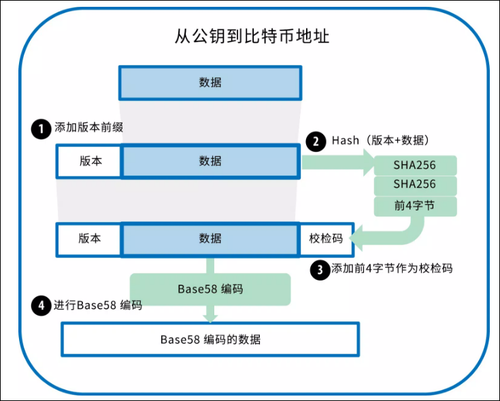 从公钥到比特币地址
数据
1 添加版本前缀
2 Hash（版本+数据）
版本 数据
SHA256
SHA256
前4字节
版本 数据 校检码
3 添加前4字节作为校检码
Base58 编码
4 进行Base58 编码
Base58 编码的数据